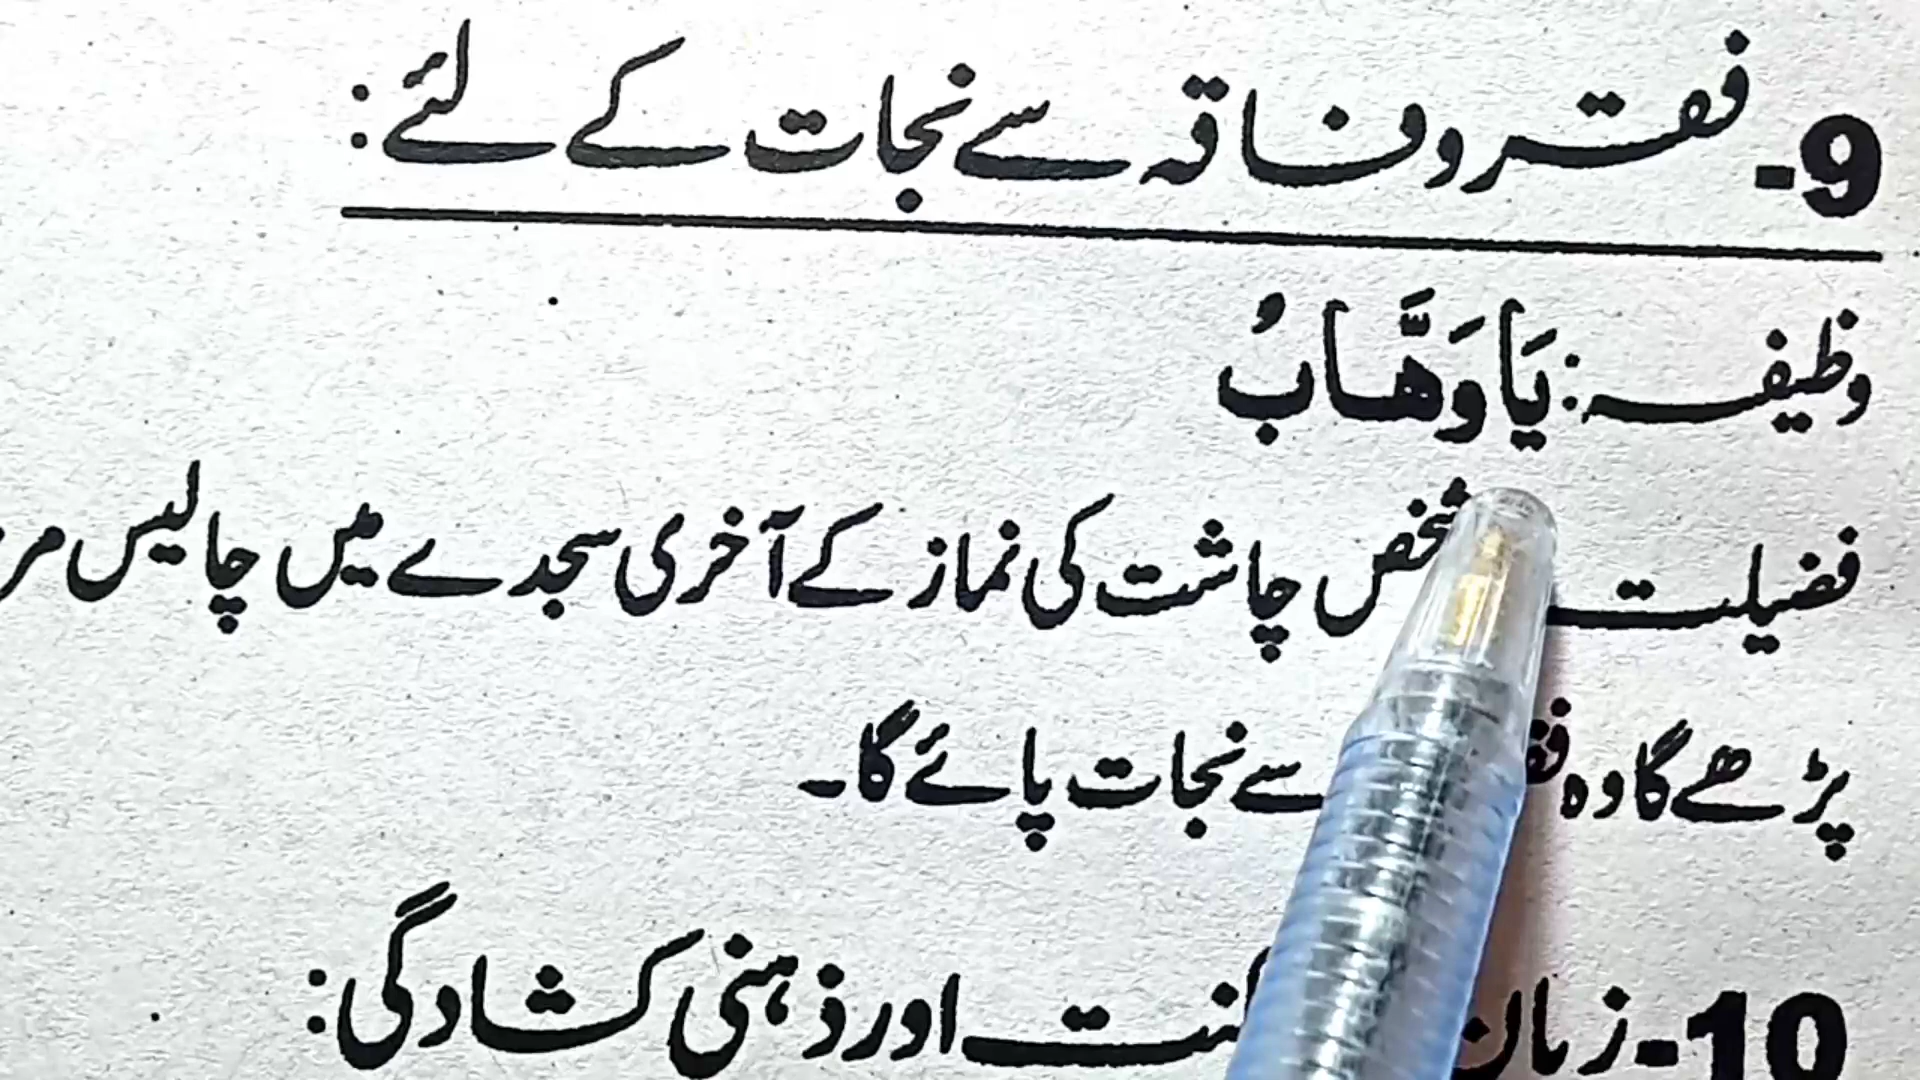 9- فقر و فاقہ سے نجات کے لئے:
وظیفہ: یَا وَهَّابُ
فضیلت شخص چاشت کی نماز کے آخری سجدے میں چالیس
پڑھے گا وہ سے نجات پائے گا۔
10- زبان اور ذہنی کشادگی: